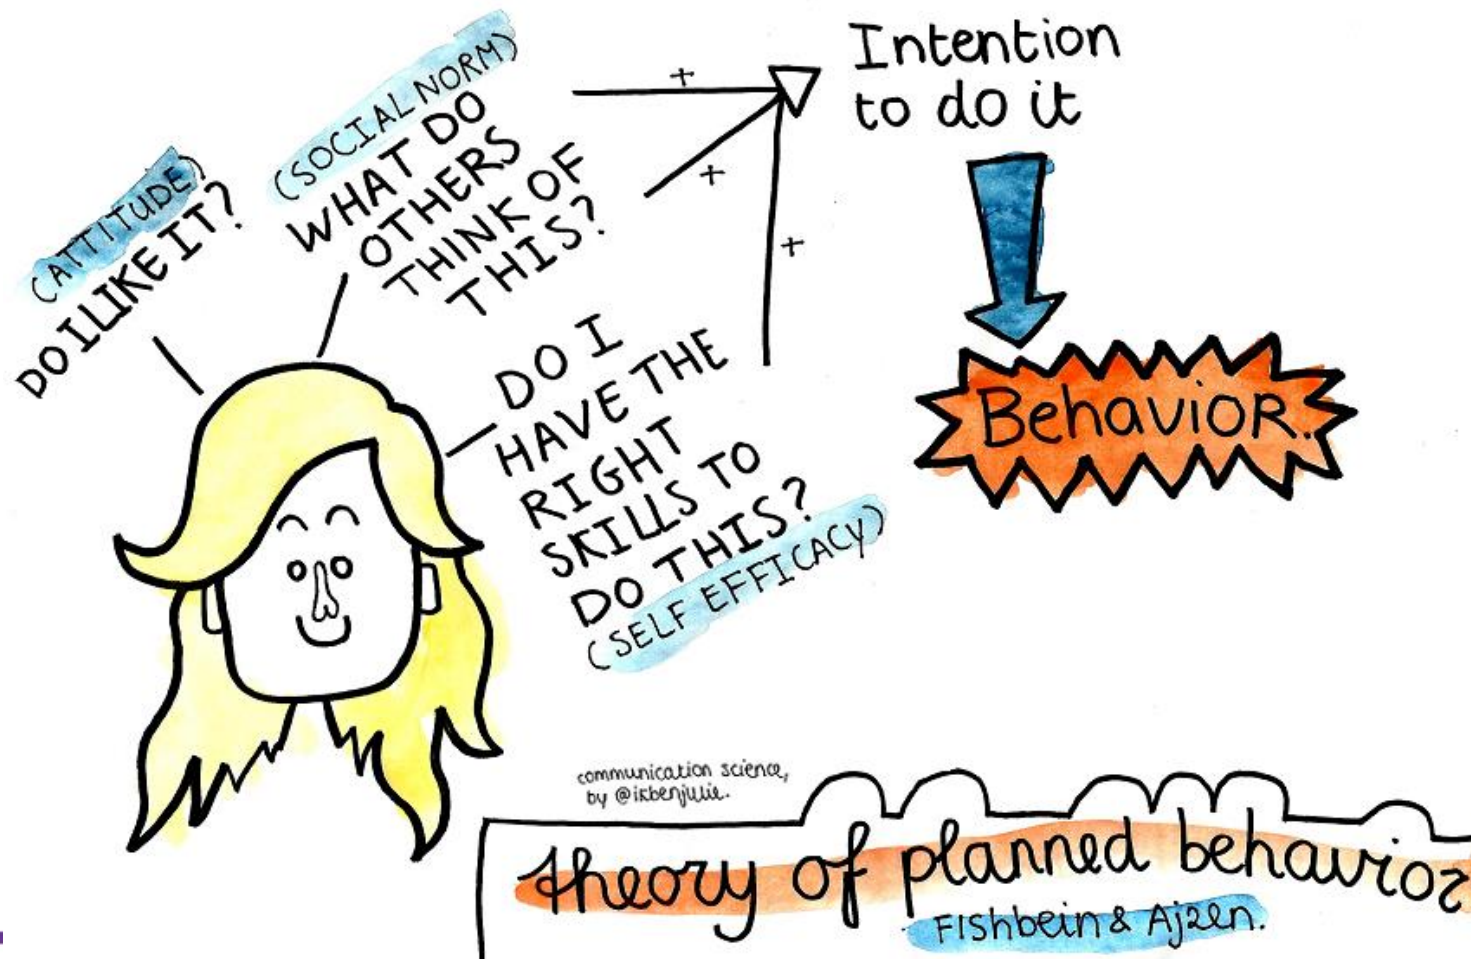 (ATTITUDE)
DO I LIKE IT?
(SOCIAL NORM)
WHAT DO
OTHERS
THINK OF
THIS?
DO I
HAVE THE
RIGHT
SKILLS TO
DO THIS?
(SELF EFFICACY)
+
+
+
Intention
to do it
BehavioR.
communication science,
by @ikbenjulie.
theory of planned behavior
FIShbein & Ajzen.